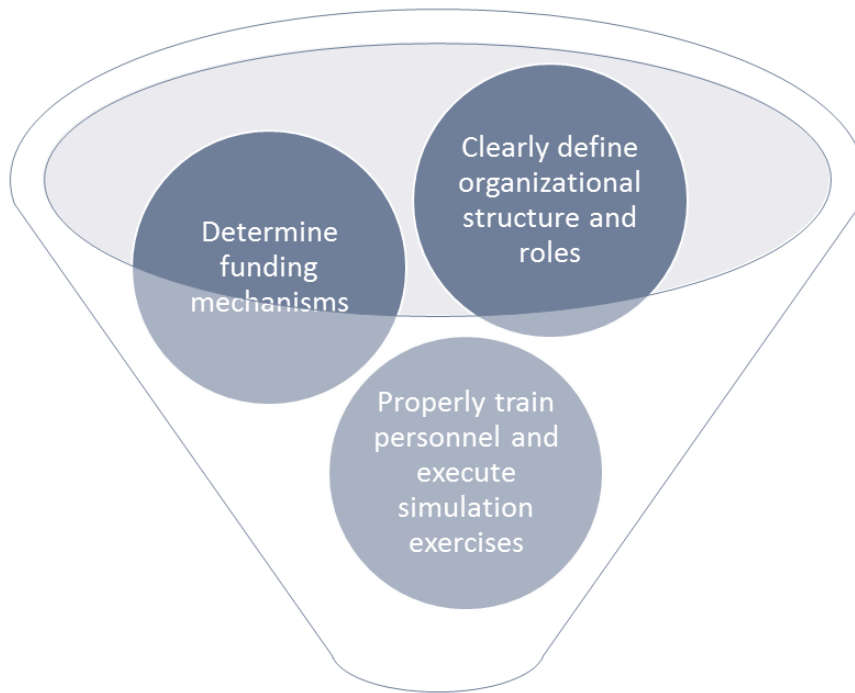 Clearly define
organizational
structure and
roles
Determine
funding
mechanisms
Properly train
personnel and
execute
simulation
exercises